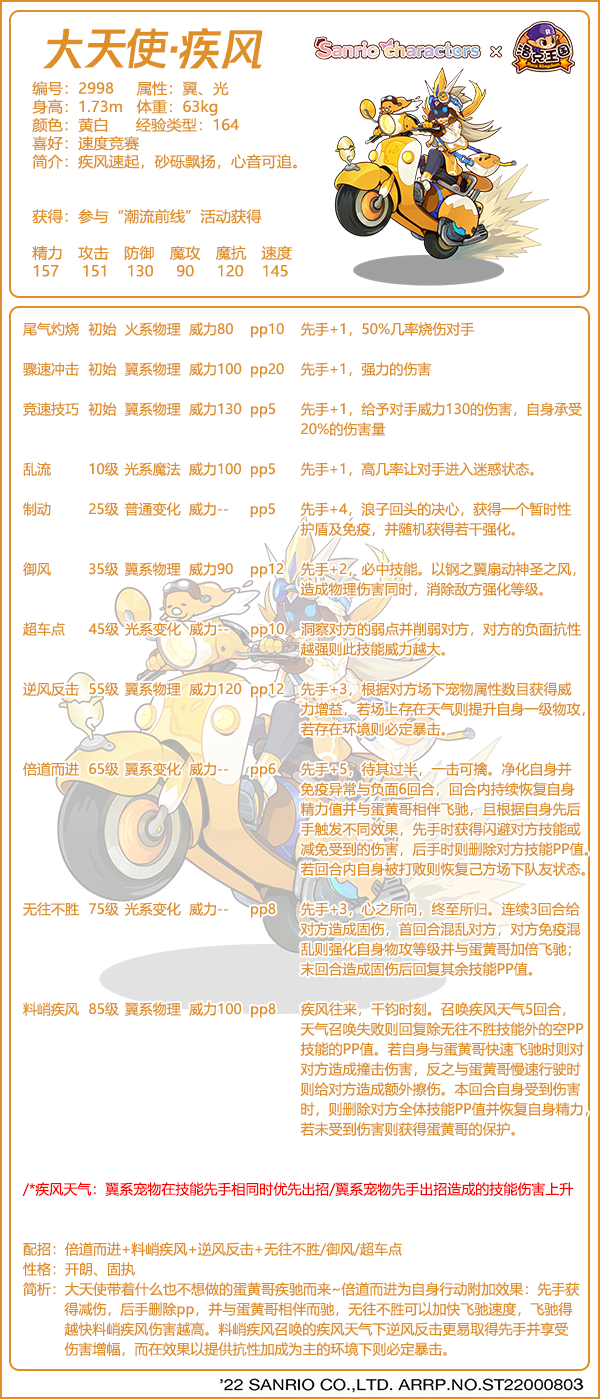 大天使·疾风
Sanrio characters × 洛克王国
Roco Kingdom
编号：2998 属性：翼、光
身高：1.73m 体重：63kg
颜色：黄白 经验类型：164
喜好：速度竞赛
简介：疾风速起，砂砾飘扬，心音可追。
获得：参与“潮流前线”活动获得
精力 攻击 防御 魔攻 魔抗 速度
157 151 130 90 120 145
尾气灼烧 初始 火系物理 威力80 pp10 先手+1，50%几率烧伤对手
骤速冲击 初始 翼系物理 威力100 pp20 先手+1，强力的伤害
竞速技巧 初始 翼系物理 威力130 pp5 先手+1，给予对手威力130的伤害，自身承受
20%的伤害量
乱流 10级 光系魔法 威力100 pp5 先手+1，高几率让对手进入迷惑状态。
制动 25级 普通变化 威力-- pp5 先手+4，浪子回头的决心，获得一个暂时性
护盾及免疫，并随机获得若干强化。
御风 35级 翼系物理 威力90 pp12 先手+2，必中技能。以钢之翼扇动神圣之风，
造成物理伤害同时，消除敌方强化等级。
超车点 45级 光系变化 威力-- pp10 洞察对方的弱点并削弱对方，对方的负面抗性
越强则此技能威力越大。
逆风反击 55级 翼系物理 威力120 pp12 先手+3，根据对方场下宠物属性数目获得威
力增益，若场上存在天气则提升自身一级物攻，
若存在环境则必定暴击。
倍道而进 65级 翼系变化 威力-- pp6 先手+5，待其过半，一击可擒。净化自身并
免疫异常与负面6回合，回合内持续恢复自身
精力值并与蛋黄哥相伴飞驰，且根据自身先后
手触发不同效果，先手时获得闪避对方技能或
减免受到的伤害，后手时则删除对方技能PP值。
若回合内自身被打败则恢复己方场下队友状态。
无往不胜 75级 光系变化 威力-- pp8 先手+3，心之所向，终至所归。连续3回合给
对方造成固伤，首回合混乱对方，对方免疫混
乱则强化自身物攻等级并与蛋黄哥加倍飞驰；
末回合造成固伤后回复其余技能PP值。
料峭疾风 85级 翼系物理 威力100 pp8 疾风往来，千钧时刻。召唤疾风天气5回合，
天气召唤失败则回复除无往不胜技能外的空PP
技能的PP值。若自身与蛋黄哥快速飞驰时则对
对方造成撞击伤害，反之与蛋黄哥慢速行驶时
则给对方造成额外擦伤。本回合自身受到伤害
时，则删除对方全体技能PP值并恢复自身精力，
若未受到伤害则获得蛋黄哥的保护。
/*疾风天气：翼系宠物在技能先手相同时优先出招/翼系宠物先手出招造成的技能伤害上升
配招：倍道而进+料峭疾风+逆风反击+无往不胜/御风/超车点
性格：开朗、固执
简析：大天使带着什么也不想做的蛋黄哥疾驰而来~倍道而进为自身行动附加效果：先手获
得减伤，后手删除pp，并与蛋黄哥相伴而驰，无往不胜可以加快飞驰速度，飞驰得
越快料峭疾风伤害越高。料峭疾风召唤的疾风天气下逆风反击更易取得先手并享受
伤害增幅，而在效果以提供抗性加成为主的环境下则必定暴击。
’22 SANRIO CO.,LTD. ARRP.NO.ST22000803